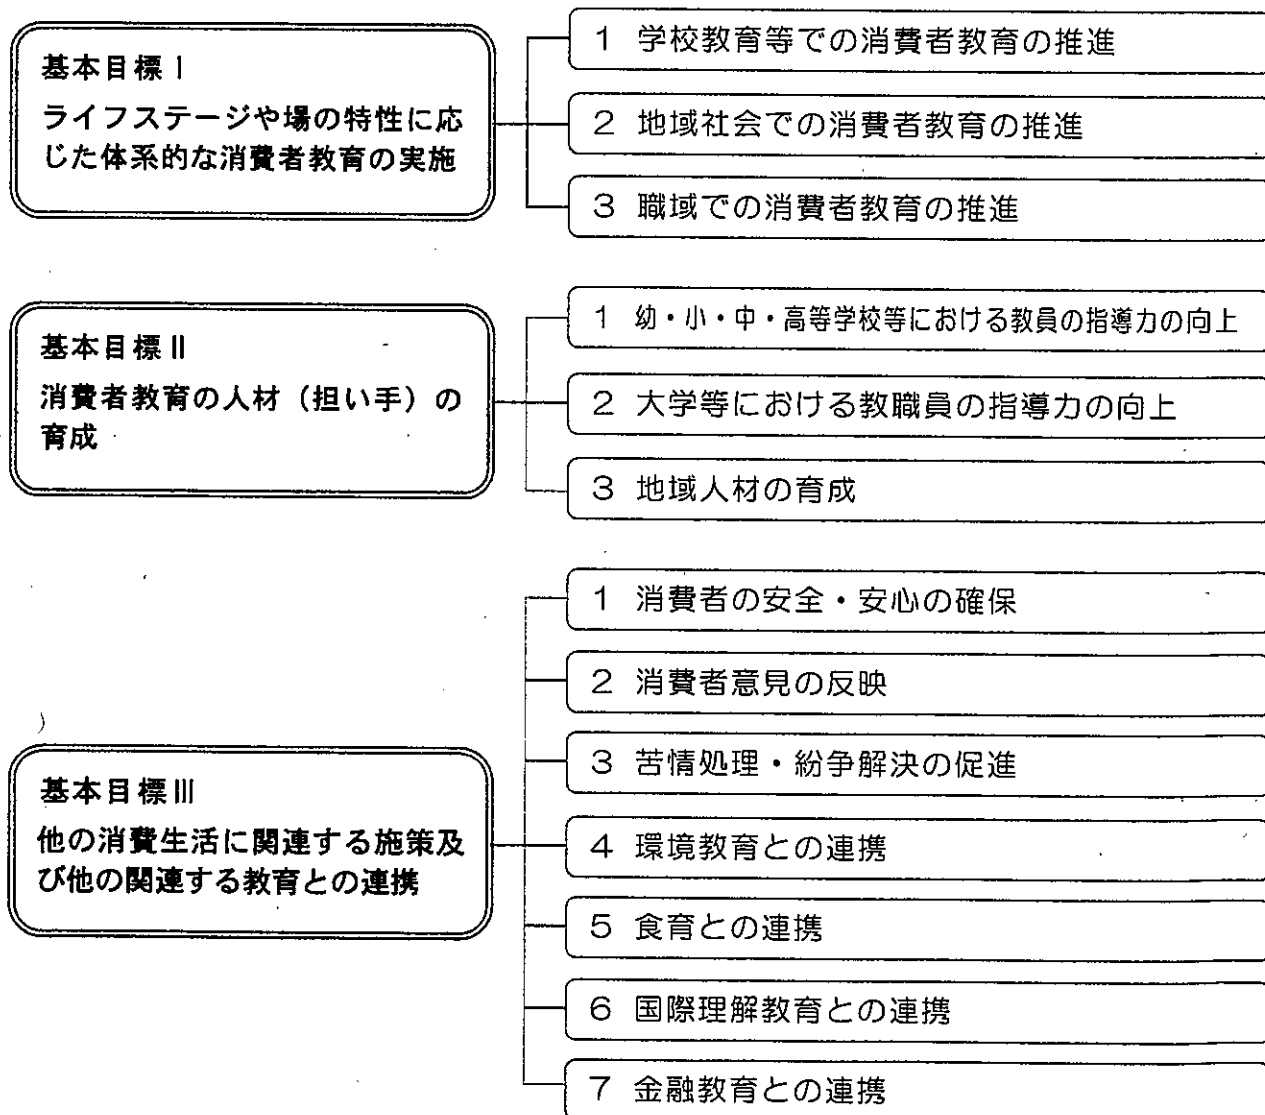 基本目標Ⅰ
ライフステージや場の特性に応
じた体系的な消費者教育の実施
1 学校教育等での消費者教育の推進
2 地域社会での消費者教育の推進
3 職域での消費者教育の推進
基本目標Ⅱ
消費者教育の人材（担い手）の
育成
1 幼・小・中・高等学校等における教員の指導力の向上
2 大学等における教職員の指導力の向上
3 地域人材の育成
基本目標Ⅲ
他の消費生活に関連する施策及
び他の関連する教育との連携
1 消費者の安全・安心の確保
2 消費者意見の反映
3 苦情処理・紛争解決の促進
4 環境教育との連携
5 食育との連携
6 国際理解教育との連携
7 金融教育との連携